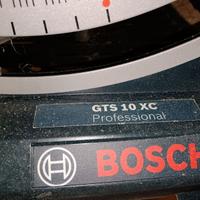 GTS 10 XC
Professional
BOSCH